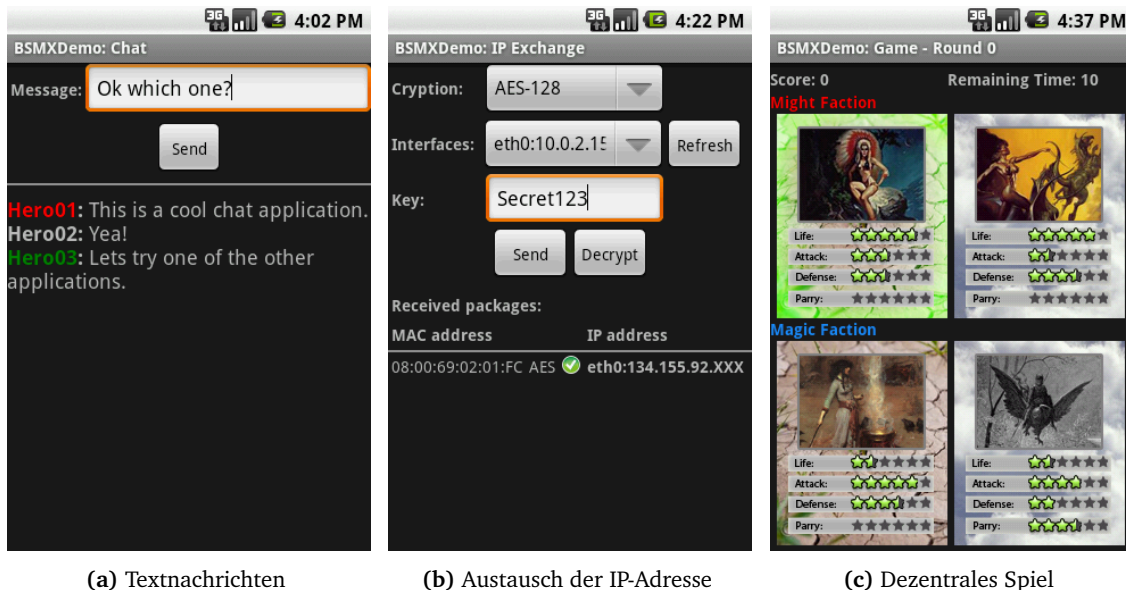 3G 4:02 PM
BSMXDemo: Chat
Message: Ok which one?
Send
Hero01: This is a cool chat application.
Hero02: Yea!
Hero03: Lets try one of the other
applications.
(a) Textnachrichten
3G 4:22 PM
BSMXDemo: IP Exchange
Cryption: AES-128
Interfaces: eth0:10.0.2.15 Refresh
Key: Secret123
Send Decrypt
Received packages:
MAC address IP address
08:00:69:02:01:FC AES eth0:134.155.92.XXX
(b) Austausch der IP-Adresse
3G 4:37 PM
BSMXDemo: Game - Round 0
Score: 0 Remaining Time: 10
Might Faction
Life:
Attack:
Defense:
Parry:
Life:
Attack:
Defense:
Parry:
Magic Faction
Life:
Attack:
Defense:
Parry:
Life:
Attack:
Defense:
Parry:
(c) Dezentrales Spiel